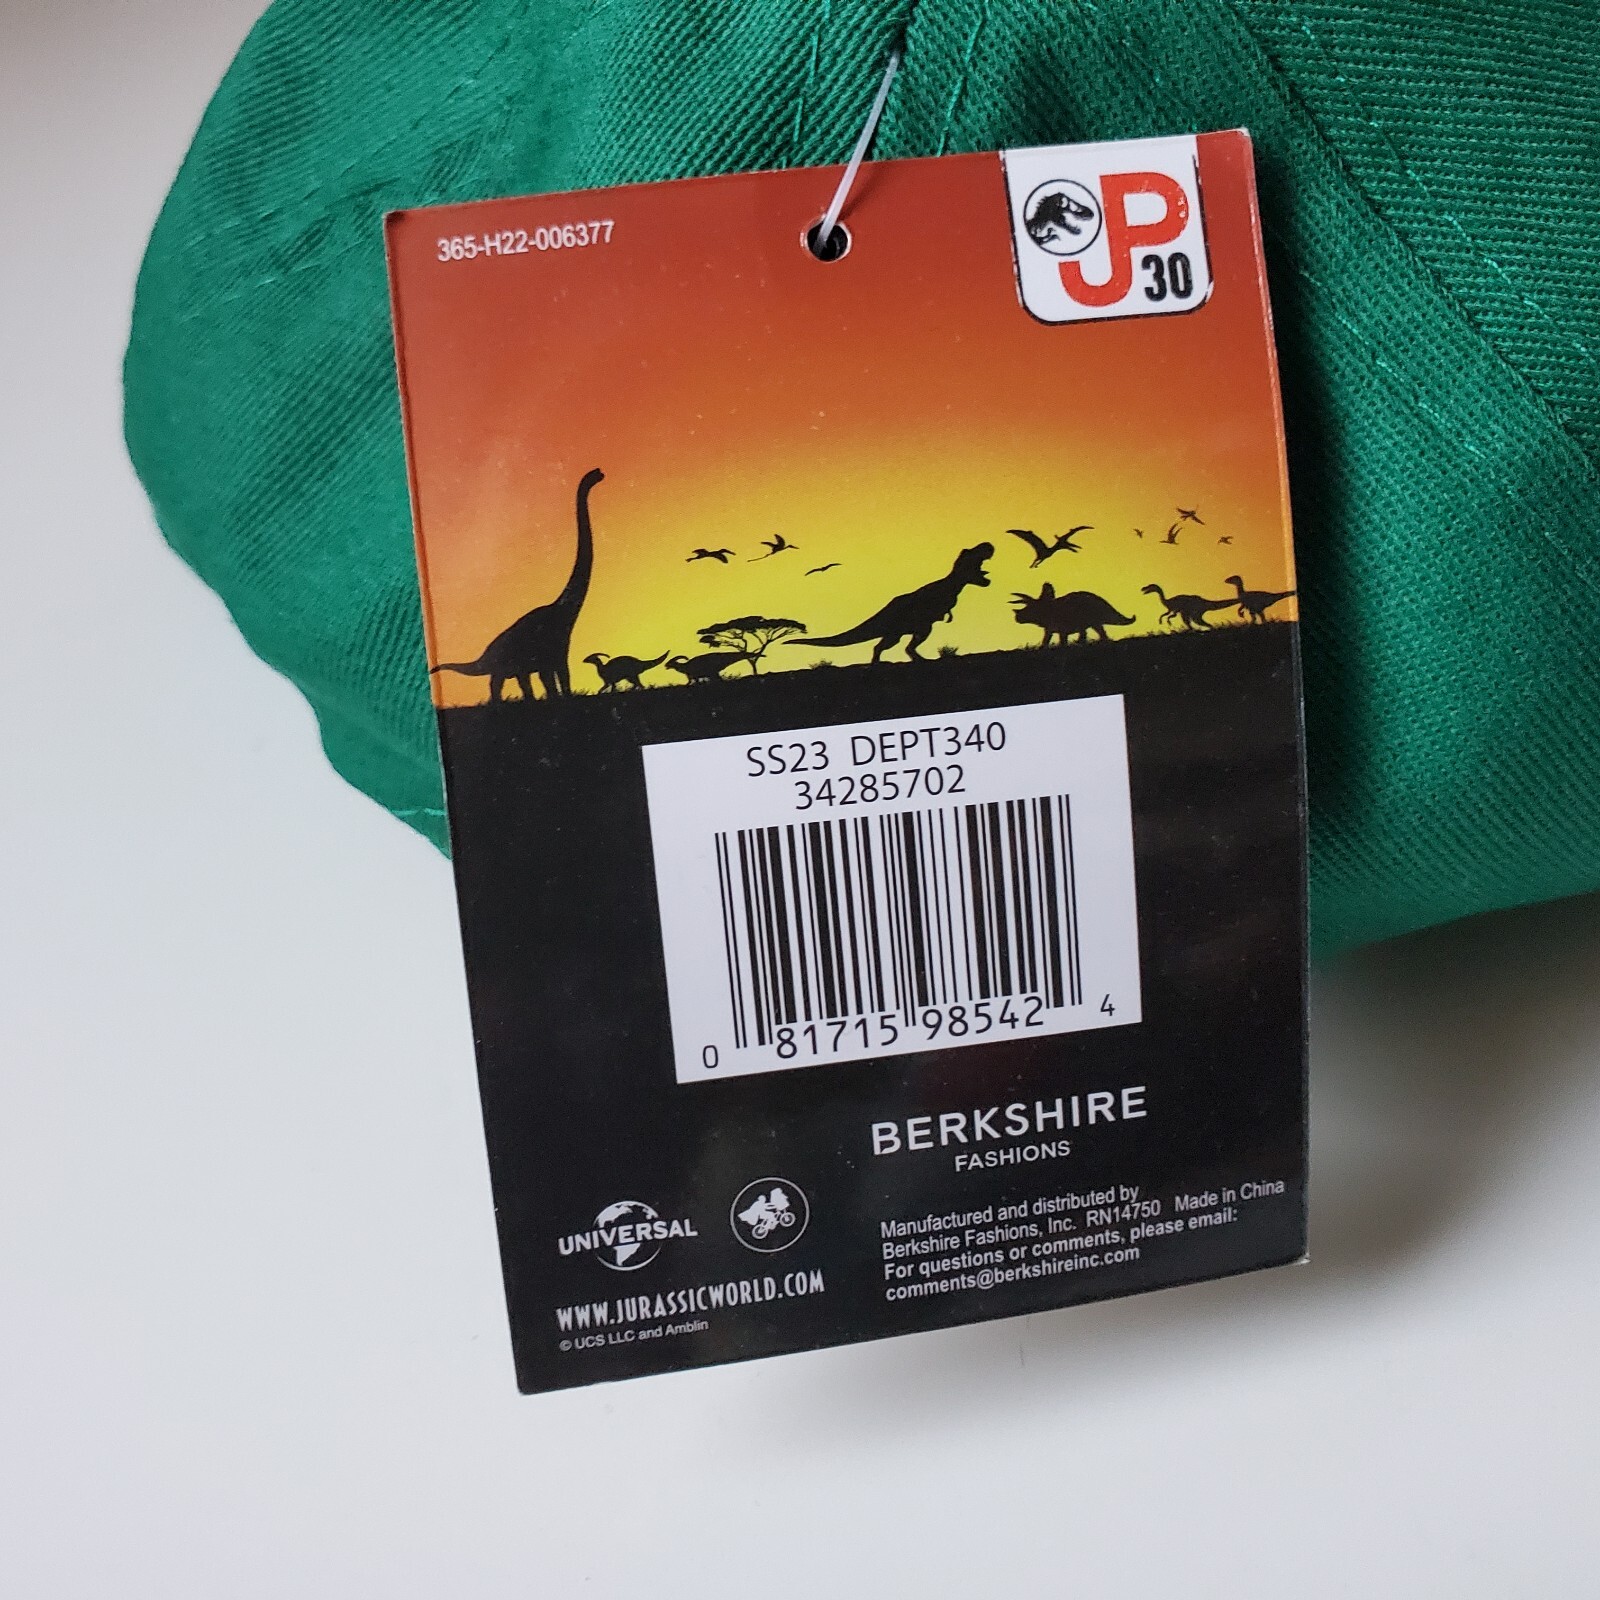 365-H22-006377
JP
30
SS23 DEPT340
34285702
0 81715 98542 4
BERKSHIRE
FASHIONS
UNIVERSAL
WWW.JURASSICWORLD.COM
© UCS LLC and Amblin
Manufactured and distributed by
Berkshire Fashions, Inc. RN14750 Made in China
For questions or comments, please email:
comments@berkshireinc.com